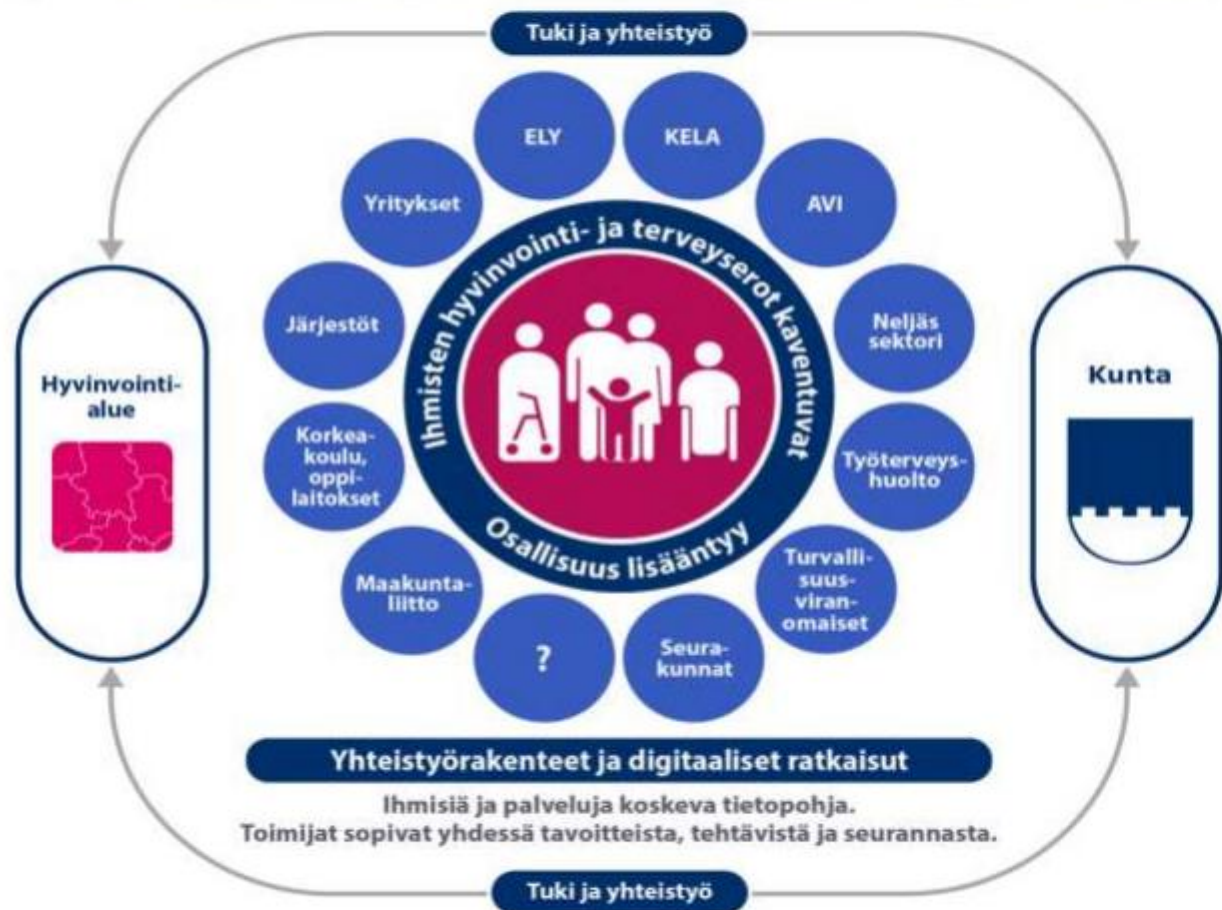 Tuki ja yhteistyö
ELY
KELA
Yritykset
AVI
Järjestöt
Neljäs
sektori
Ihmisten hyvinvointi- ja terveyserot kaventuvat
Hyvinvointi-
alue
Kunta
Korkea-
koulu,
oppi-
laitokset
Työterveys-
huolto
Osallisuus lisääntyy
Maakunta-
liitto
Turvalli-
suus-
viran-
omaiset
?
Seura-
kunnat
Yhteistyörakenteet ja digitaaliset ratkaisut
Ihmisiä ja palveluja koskeva tietopohja.
Toimijat sopivat yhdessä tavoitteista, tehtävistä ja seurannasta.
Tuki ja yhteistyö